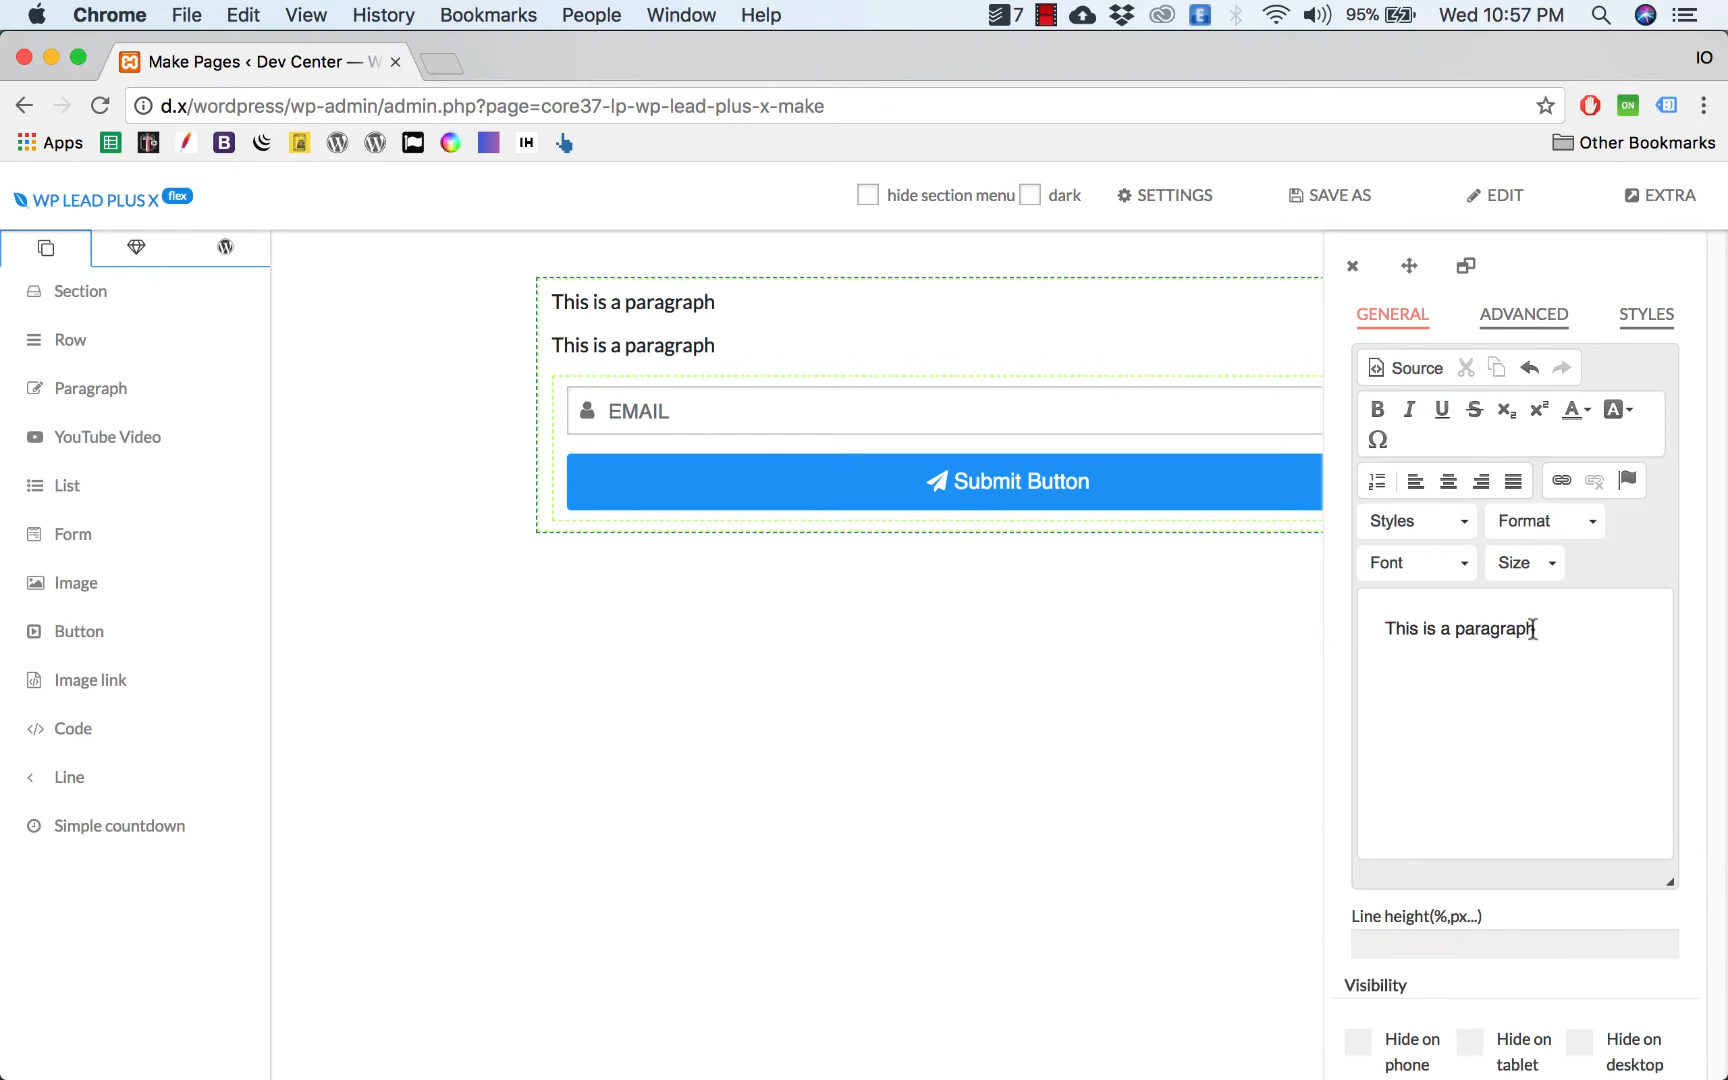 Chrome File Edit View History Bookmarks People Window Help 7 95% Wed 10:57 PM
Make Pages ‹ Dev Center — W IO
d.x/wordpress/wp-admin/admin.php?page=core37-lp-wp-lead-plus-x-make ON
Apps B IH Other Bookmarks
WP LEAD PLUS X flex hide section menu dark SETTINGS SAVE AS EDIT EXTRA
Section
Row
Paragraph
YouTube Video
List
Form
Image
Button
Image link
Code
Line
Simple countdown
This is a paragraph
This is a paragraph
EMAIL
Submit Button
GENERAL ADVANCED STYLES
Source
B I U S x₂ x² A A
Ω
Styles Format
Font Size
This is a paragraph
Line height(%,px...)
Visibility
Hide on phone
Hide on tablet
Hide on desktop